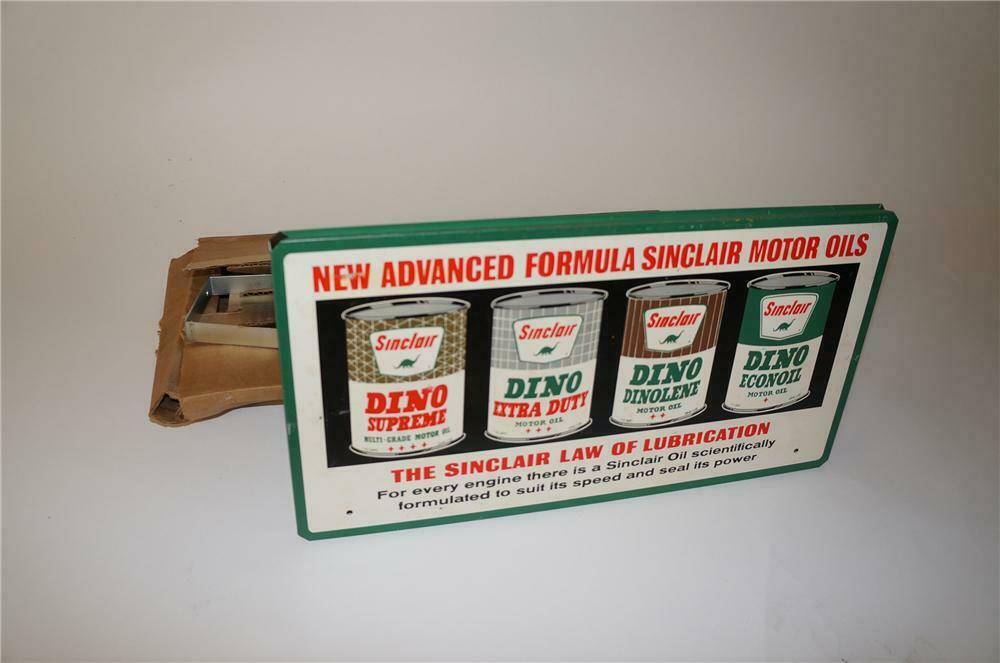 NEW ADVANCED FORMULA SINCLAIR MOTOR OILS
Sinclair
DINO
SUPREME
MULTI-GRADE MOTOR OIL
Sinclair
DINO
EXTRA DUTY
MOTOR OIL
Sinclair
DINO
DINOLENE
MOTOR OIL
Sinclair
DINO
ECONOIL
MOTOR OIL
THE SINCLAIR LAW OF LUBRICATION
For every engine there is a Sinclair Oil scientifically
formulated to suit its speed and seal its power